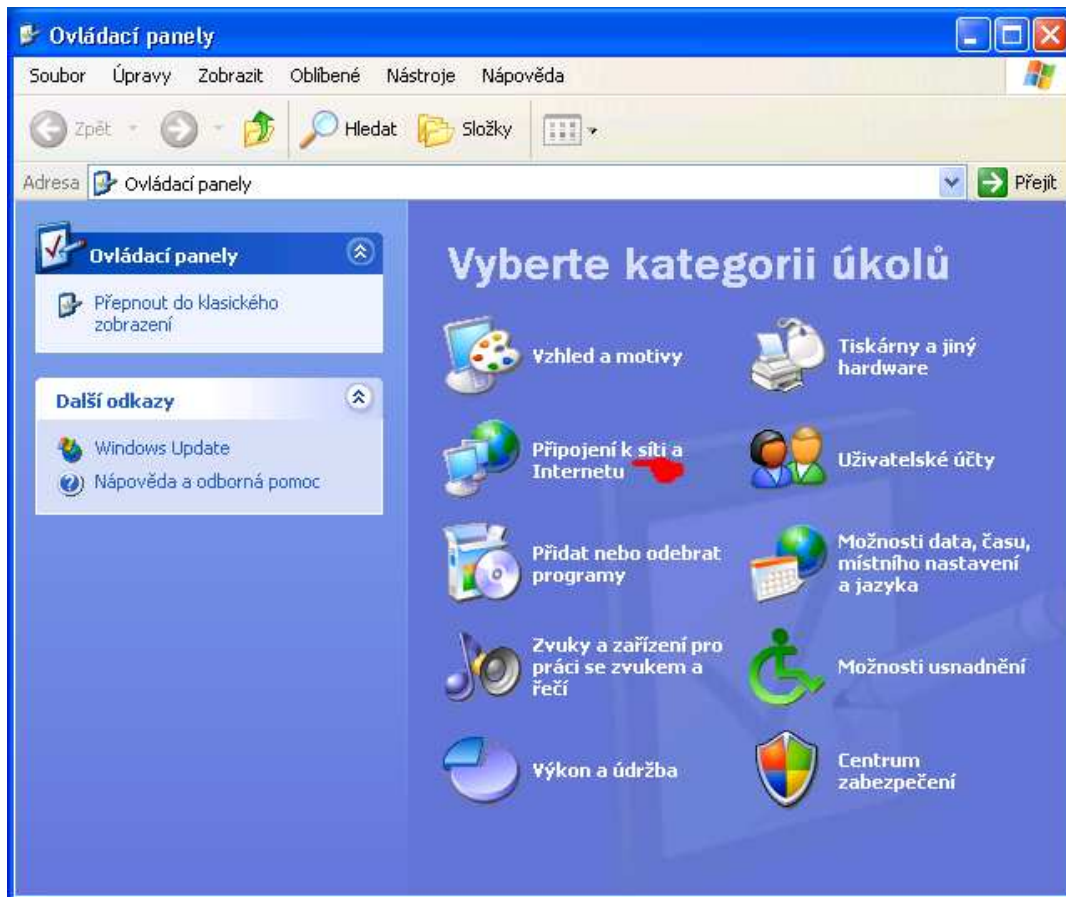 Ovládací panely
Soubor Úpravy Zobrazit Oblíbené Nástroje Nápověda
Zpět Hledat Složky
Adresa Ovládací panely Přejít
Ovládací panely
Přepnout do klasického
zobrazení
Další odkazy
Windows Update
Nápověda a odborná pomoc
Vyberte kategorii úkolů
Vzhled a motivy
Tiskárny a jiný
hardware
Připojení k síti a
Internetu
Uživatelské účty
Přidat nebo odebrat
programy
Možnosti data, času,
místního nastavení
a jazyka
Zvuky a zařízení pro
práci se zvukem a
řečí
Možnosti usnadnění
Výkon a údržba
Centrum
zabezpečení